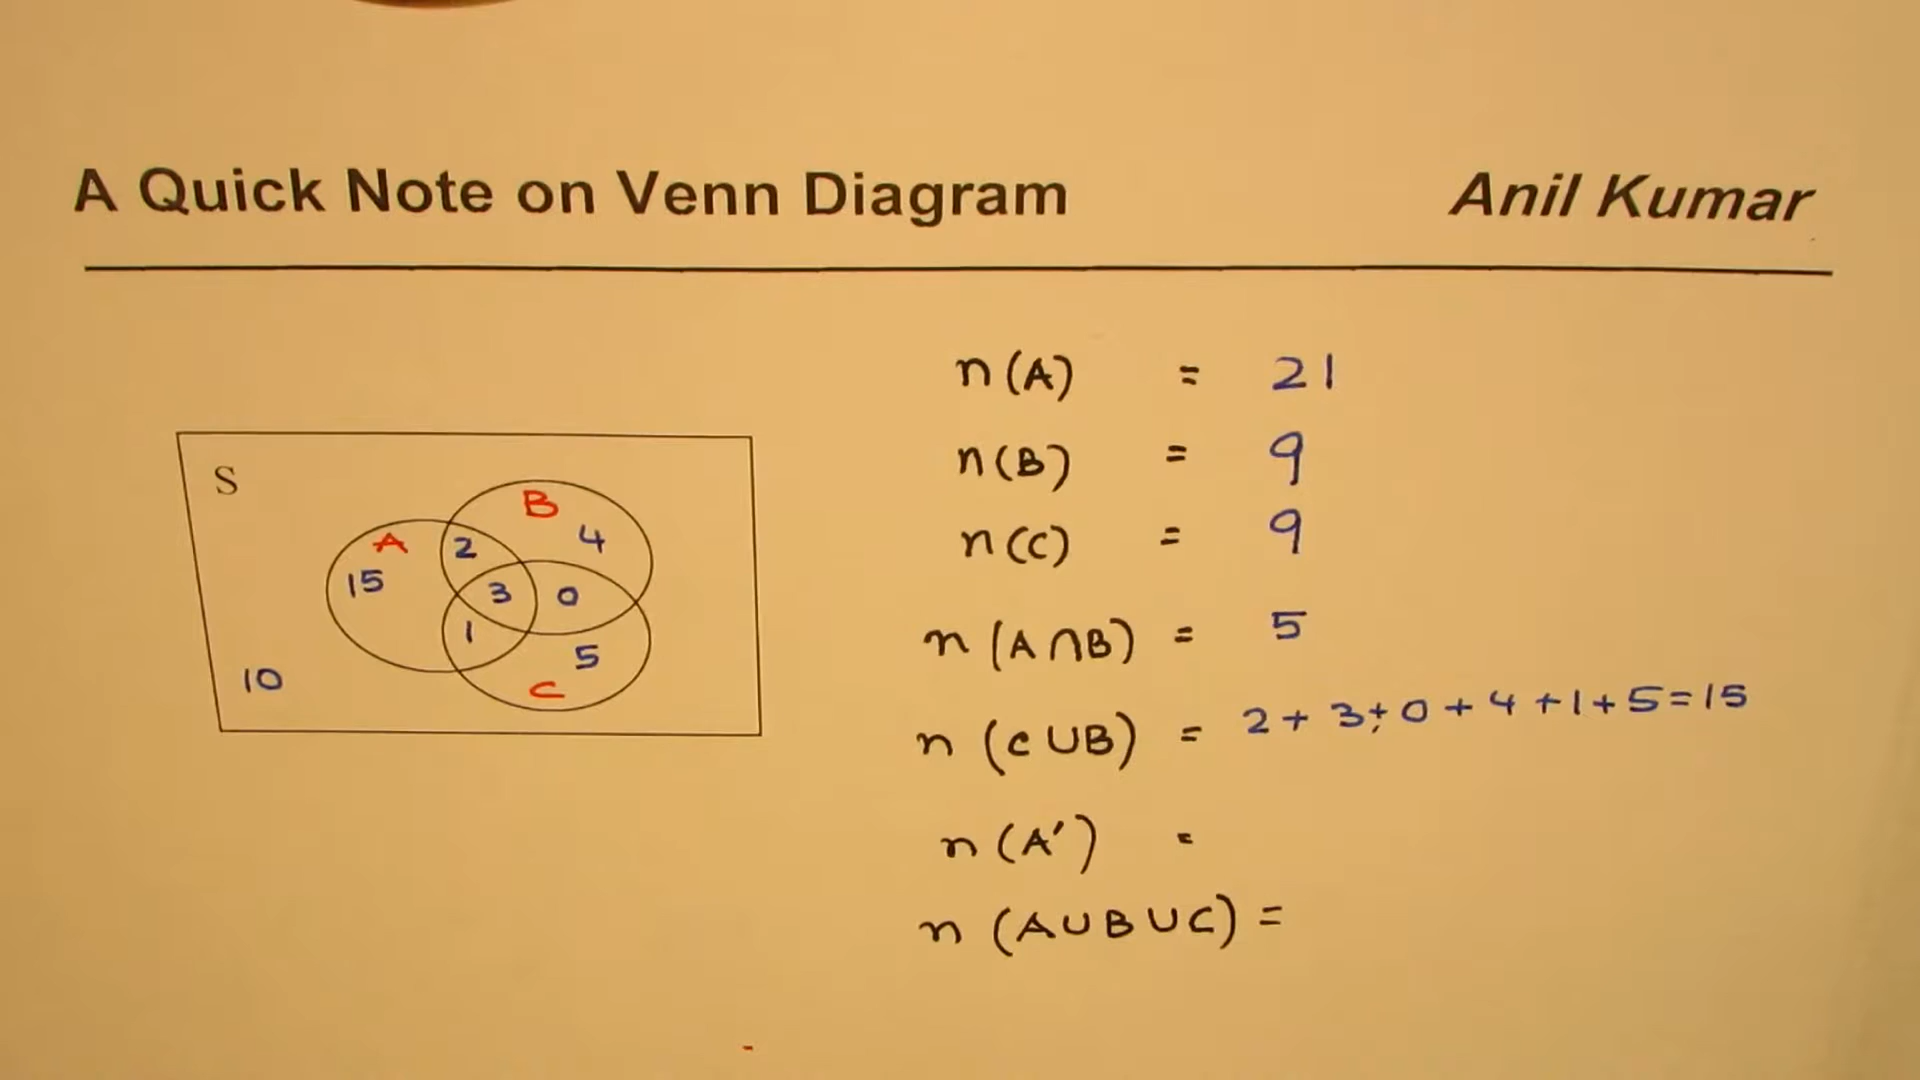 A Quick Note on Venn Diagram Anil Kumar
n(A) = 21
n(B) = 9
n(C) = 9
n(A∩B) = 5
n(C∪B) = 2+3+0+4+1+5=15
n(A′) =
n(A∪B∪C) =
S
B
A 2 4
15 3 0
1 5
10 C